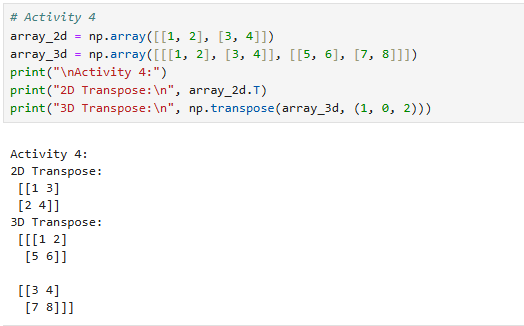 # Activity 4
array_2d = np.array([[1, 2], [3, 4]])
array_3d = np.array([[[1, 2], [3, 4]], [[5, 6], [7, 8]]])
print("\nActivity 4:")
print("2D Transpose:\n", array_2d.T)
print("3D Transpose:\n", np.transpose(array_3d, (1, 0, 2)))

Activity 4:
2D Transpose:
 [[1 3]
 [2 4]]
3D Transpose:
 [[[1 2]
  [5 6]]

 [[3 4]
  [7 8]]]